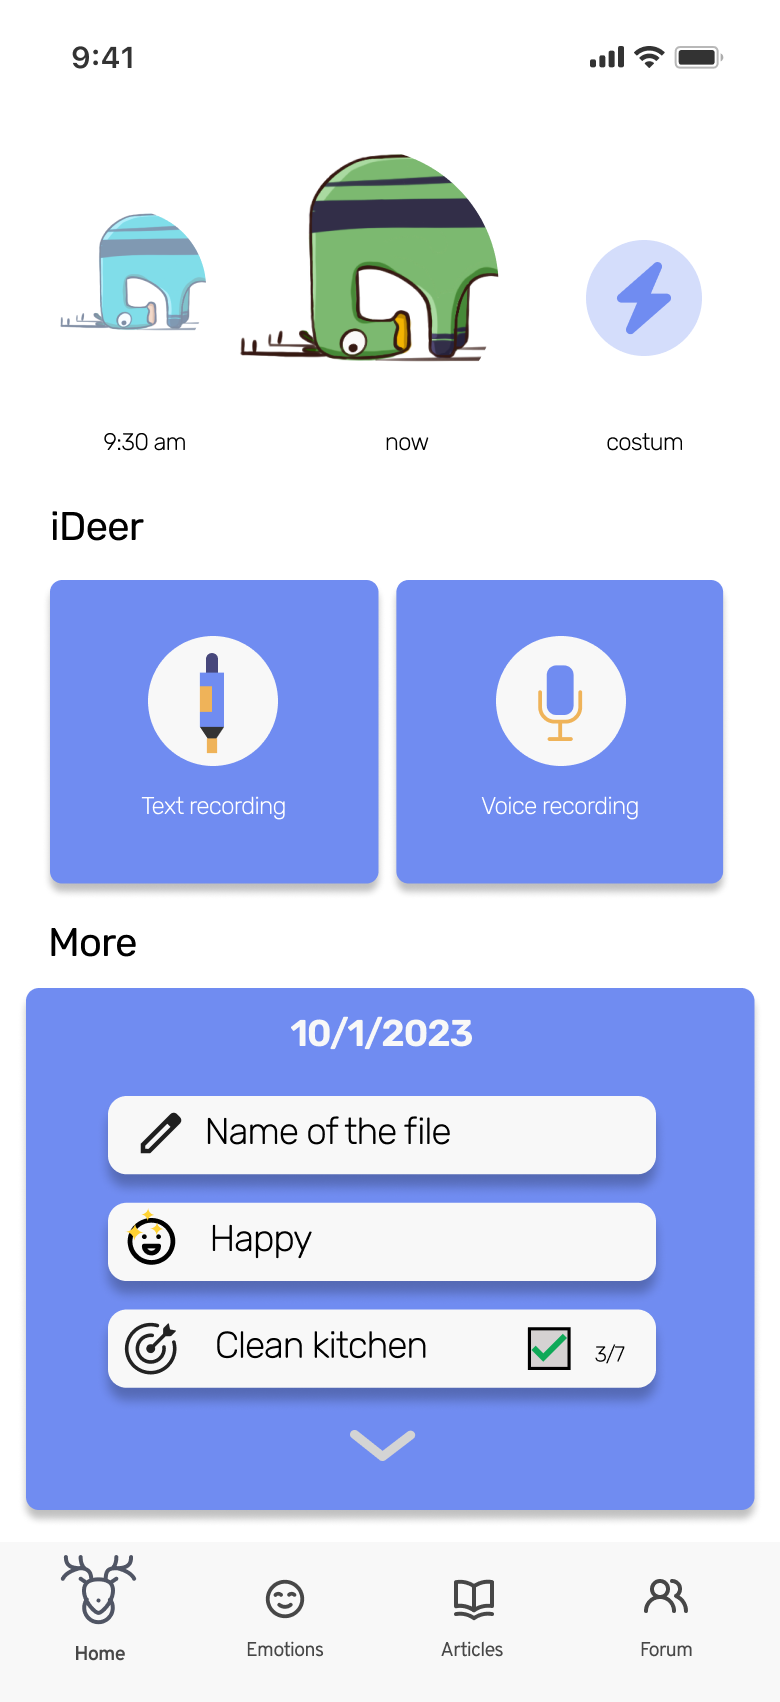 9:41
9:30 am
now
costum
iDeer
Text recording
Voice recording
More
10/1/2023
Name of the file
Happy
Clean kitchen
3/7
Home
Emotions
Articles
Forum